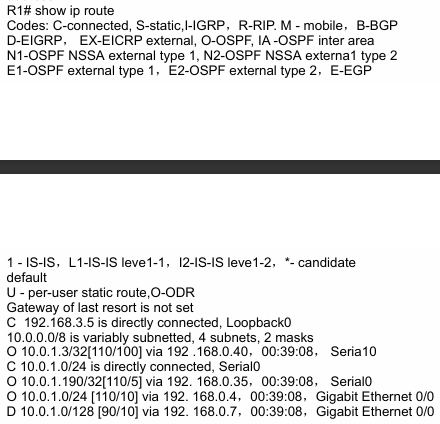 R1# show ip route
Codes: C-connected, S-static,I-IGRP，R-RIP. M - mobile，B-BGP
D-EIGRP， EX-EICRP external, O-OSPF, IA -OSPF inter area
N1-OSPF NSSA external type 1, N2-OSPF NSSA externa1 type 2
E1-OSPF external type 1，E2-OSPF external type 2，E-EGP
1 - IS-IS，L1-IS-IS leve1-1，I2-IS-IS leve1-2，*- candidate
default
U - per-user static route,O-ODR
Gateway of last resort is not set
C 192.168.3.5 is directly connected, Loopback0
10.0.0.0/8 is variably subnetted, 4 subnets, 2 masks
O 10.0.1.3/32[110/100] via 192 .168.0.40，00:39:08， Seria10
C 10.0.1.0/24 is directly connected, Serial0
O 10.0.1.190/32[110/5] via 192.168.0.35，00:39:08， Serial0
O 10.0.1.0/24 [110/10] via 192.168.0.4，00:39:08， Gigabit Ethernet 0/0
D 10.0.1.0/128 [90/10] via 192.168.0.7，00:39:08， Gigabit Ethernet 0/0